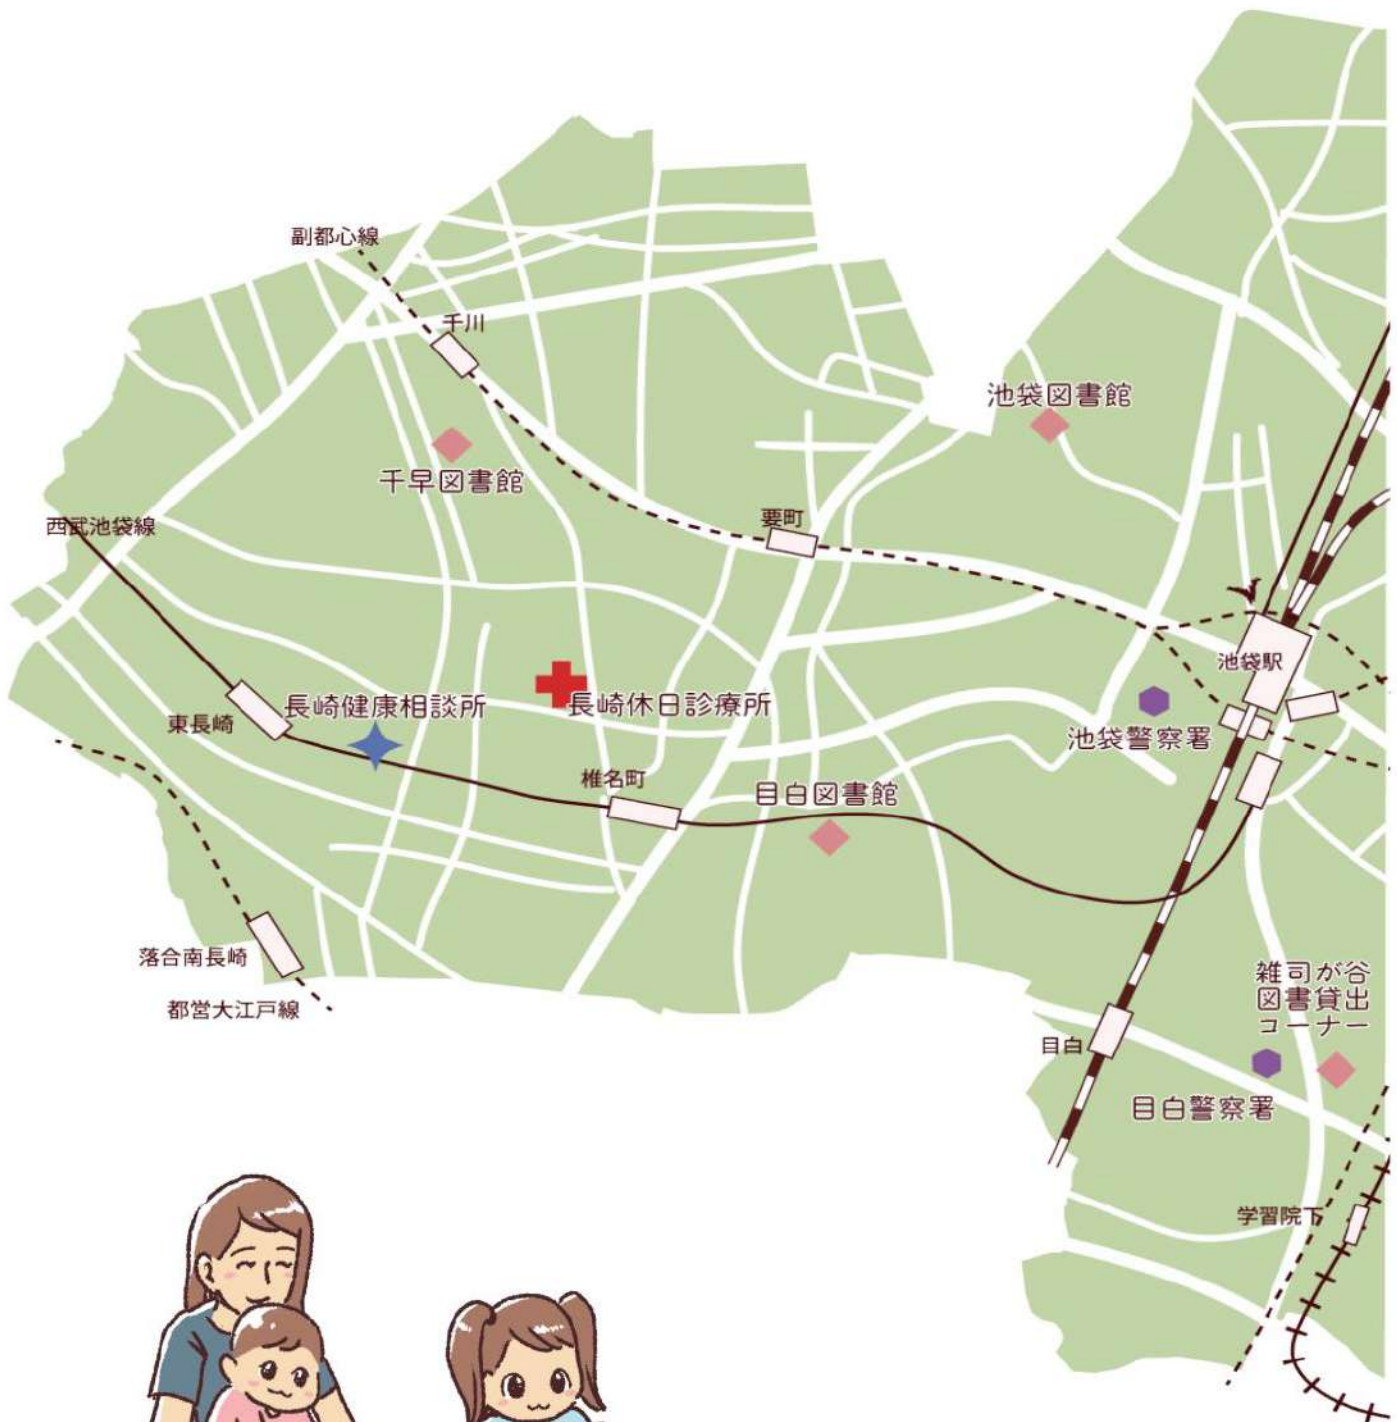 副都心線
千川
池袋図書館
千早図書館
要町
西武池袋線
池袋駅
長崎健康相談所
長崎休日診療所
東長崎
池袋警察署
椎名町
目白図書館
落合南長崎
都営大江戸線
雑司が谷
図書貸出
コーナー
目白
目白警察署
学習院下